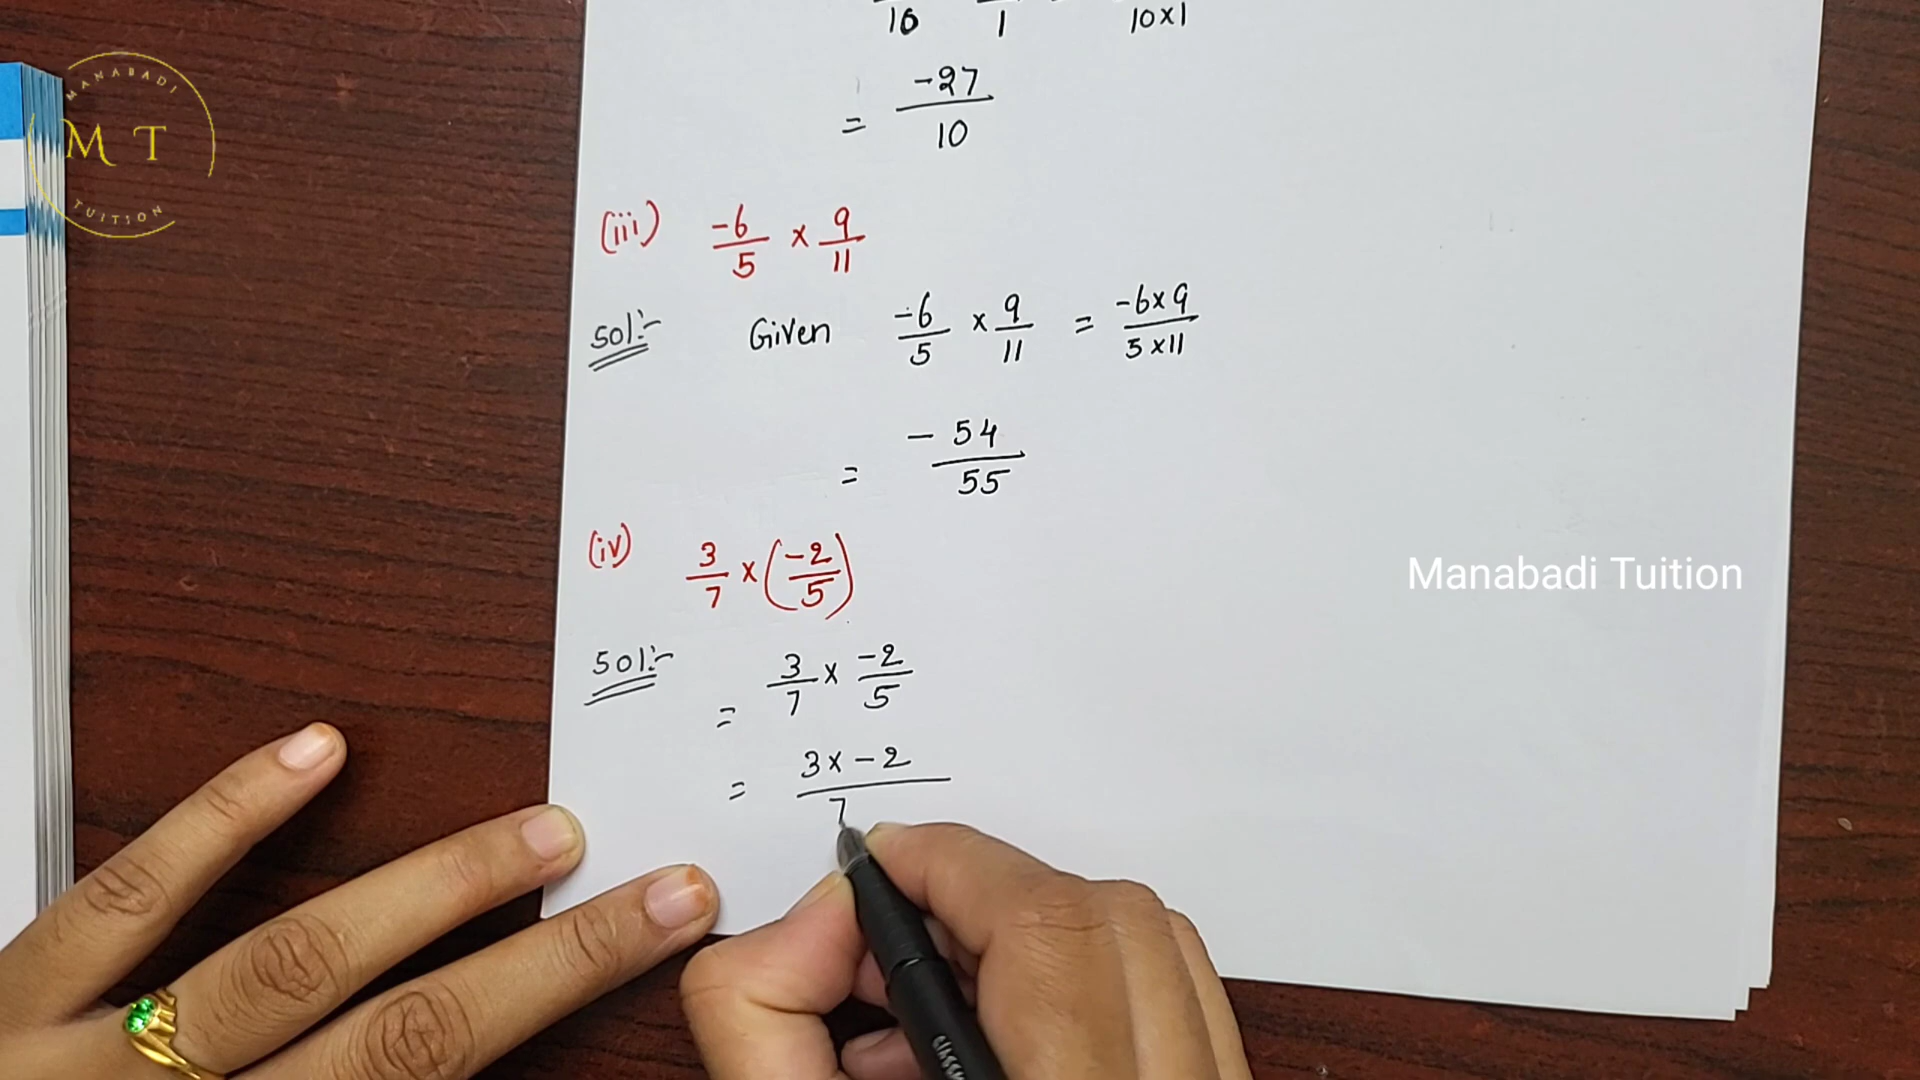 MANABADI
M T
TUITION
10 1 10×1
= -27/10
(iii) -6/5 × 9/11
Sol:- Given -6/5 × 9/11 = -6×9/5×11
= -54/55
(iv) 3/7 × (-2/5)
Manabadi Tuition
Sol:- = 3/7 × -2/5
= 3×-2/7